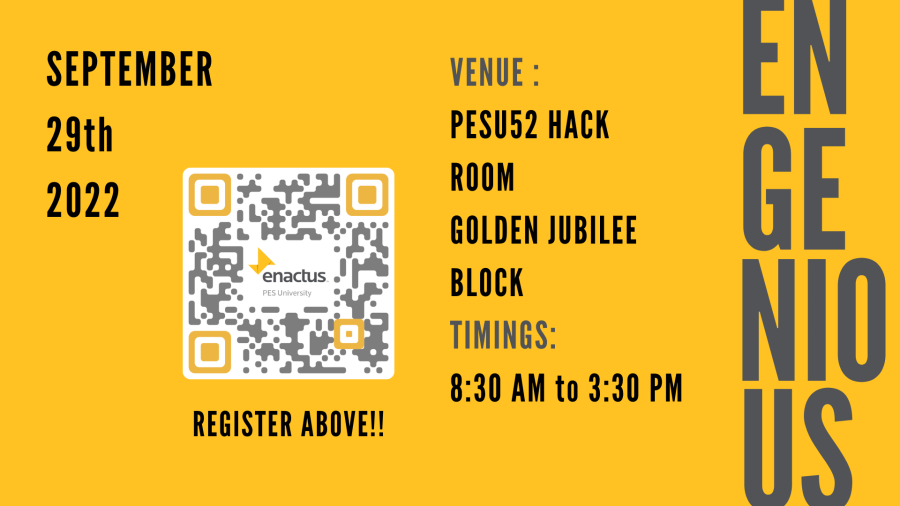 SEPTEMBER
29th
2022
enactus
PES University
REGISTER ABOVE!!
VENUE :
PESU52 HACK
ROOM
GOLDEN JUBILEE
BLOCK
TIMINGS:
8:30 AM to 3:30 PM
EN
GE
NIO
US